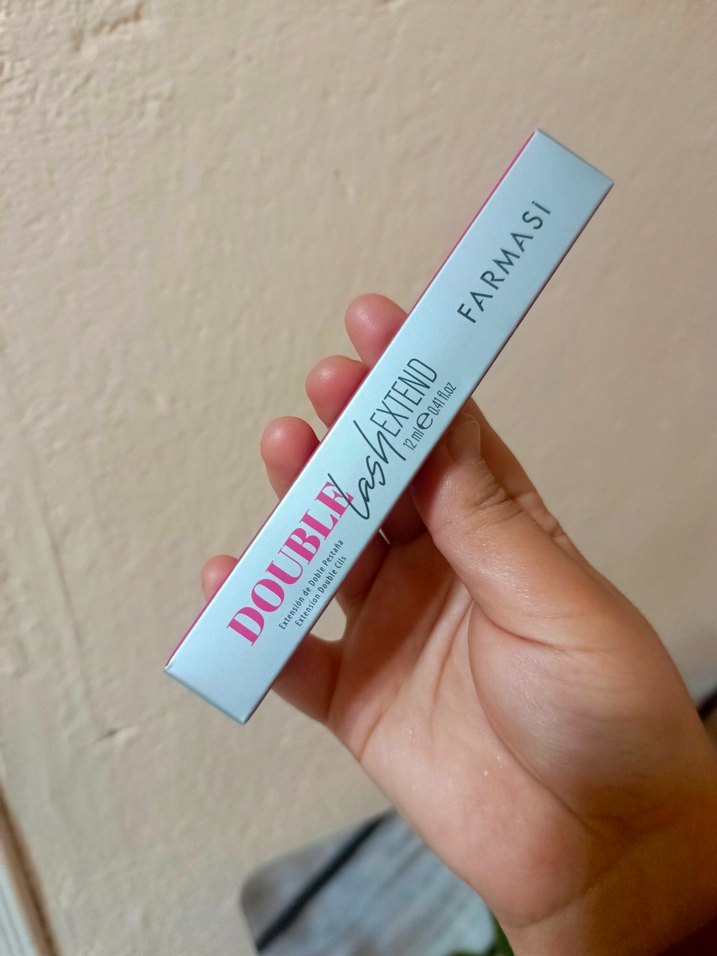 DOUBLE
Lash EXTEND
Extensión de Doble Pestaña
Extension Double Cils
12 ml e 0.41 fl.oz
FARMASi